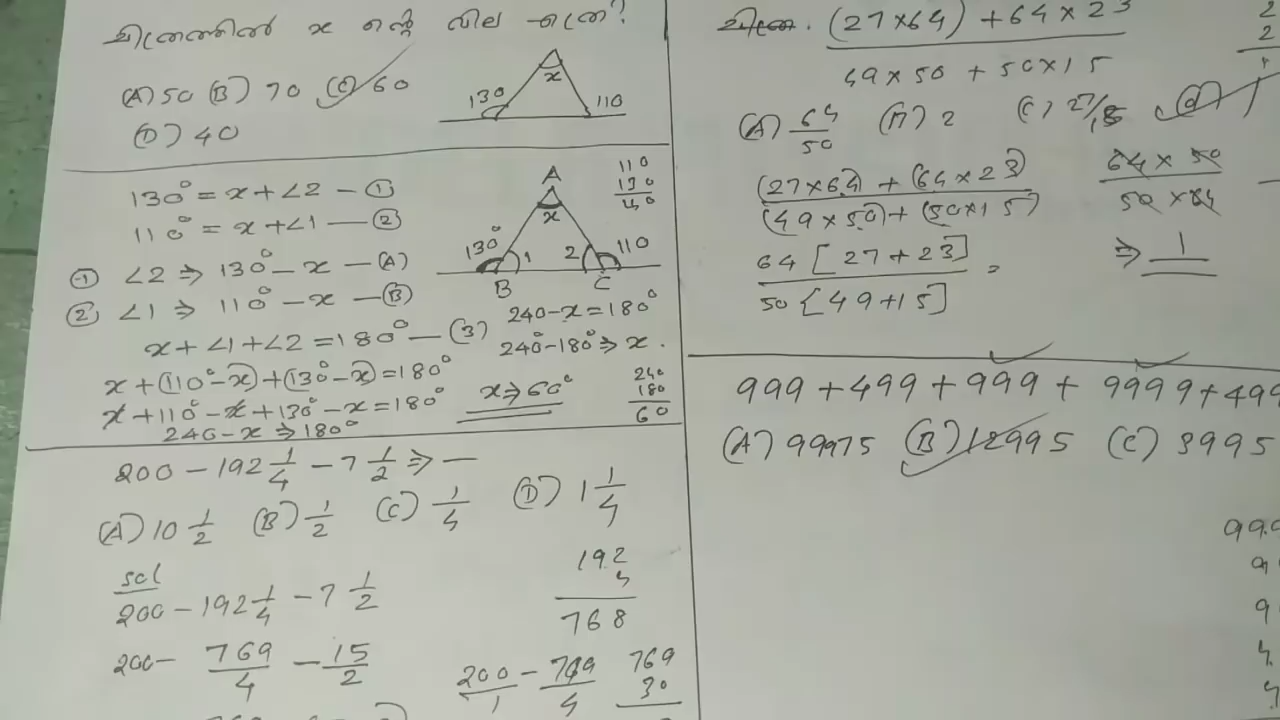 ചിത്രത്തിൽ x ന്റെ വില എത്ര?
(A) 50 (B) 70 (C) 60
(D) 40
130 x 110
130° = x + ∠2 — ①
110° = x + ∠1 — ②
① ∠2 ⇒ 130° - x — (A)
② ∠1 ⇒ 110° - x — (B)
x + ∠1 + ∠2 = 180° — (3)
x + (110° - x) + (130° - x) = 180°
x + 110° - x + 130° - x = 180°
240 - x ⇒ 180°
A
x
130° 1 2 110
B C
110
130
240 - x = 180°
240° - 180° ⇒ x.
x ⇒ 60°
240
180
60
200 - 192 1/4 - 7 1/2 ⇒ —
(A) 10 1/2 (B) 1/2 (C) 1/4 (D) 1 1/4
sol
200 - 192 1/4 - 7 1/2
200 - 769/4 - 15/2
192
4
768
200/1 - 769/4
769
30
(27 × 64) + 64 × 23
49 × 50 + 50 × 15
(A) 64/50 (B) 2 (C) 27/15 (d) 1
(27 × 64) + (64 × 23)
(49 × 50) + (50 × 15)
64 [27 + 23] =
50 [49 + 15]
64 × 50
50 × 64
⇒ 1
999 + 499 + 999 + 9999 + 499
(A) 99975 (B) 12995 (C) 3995